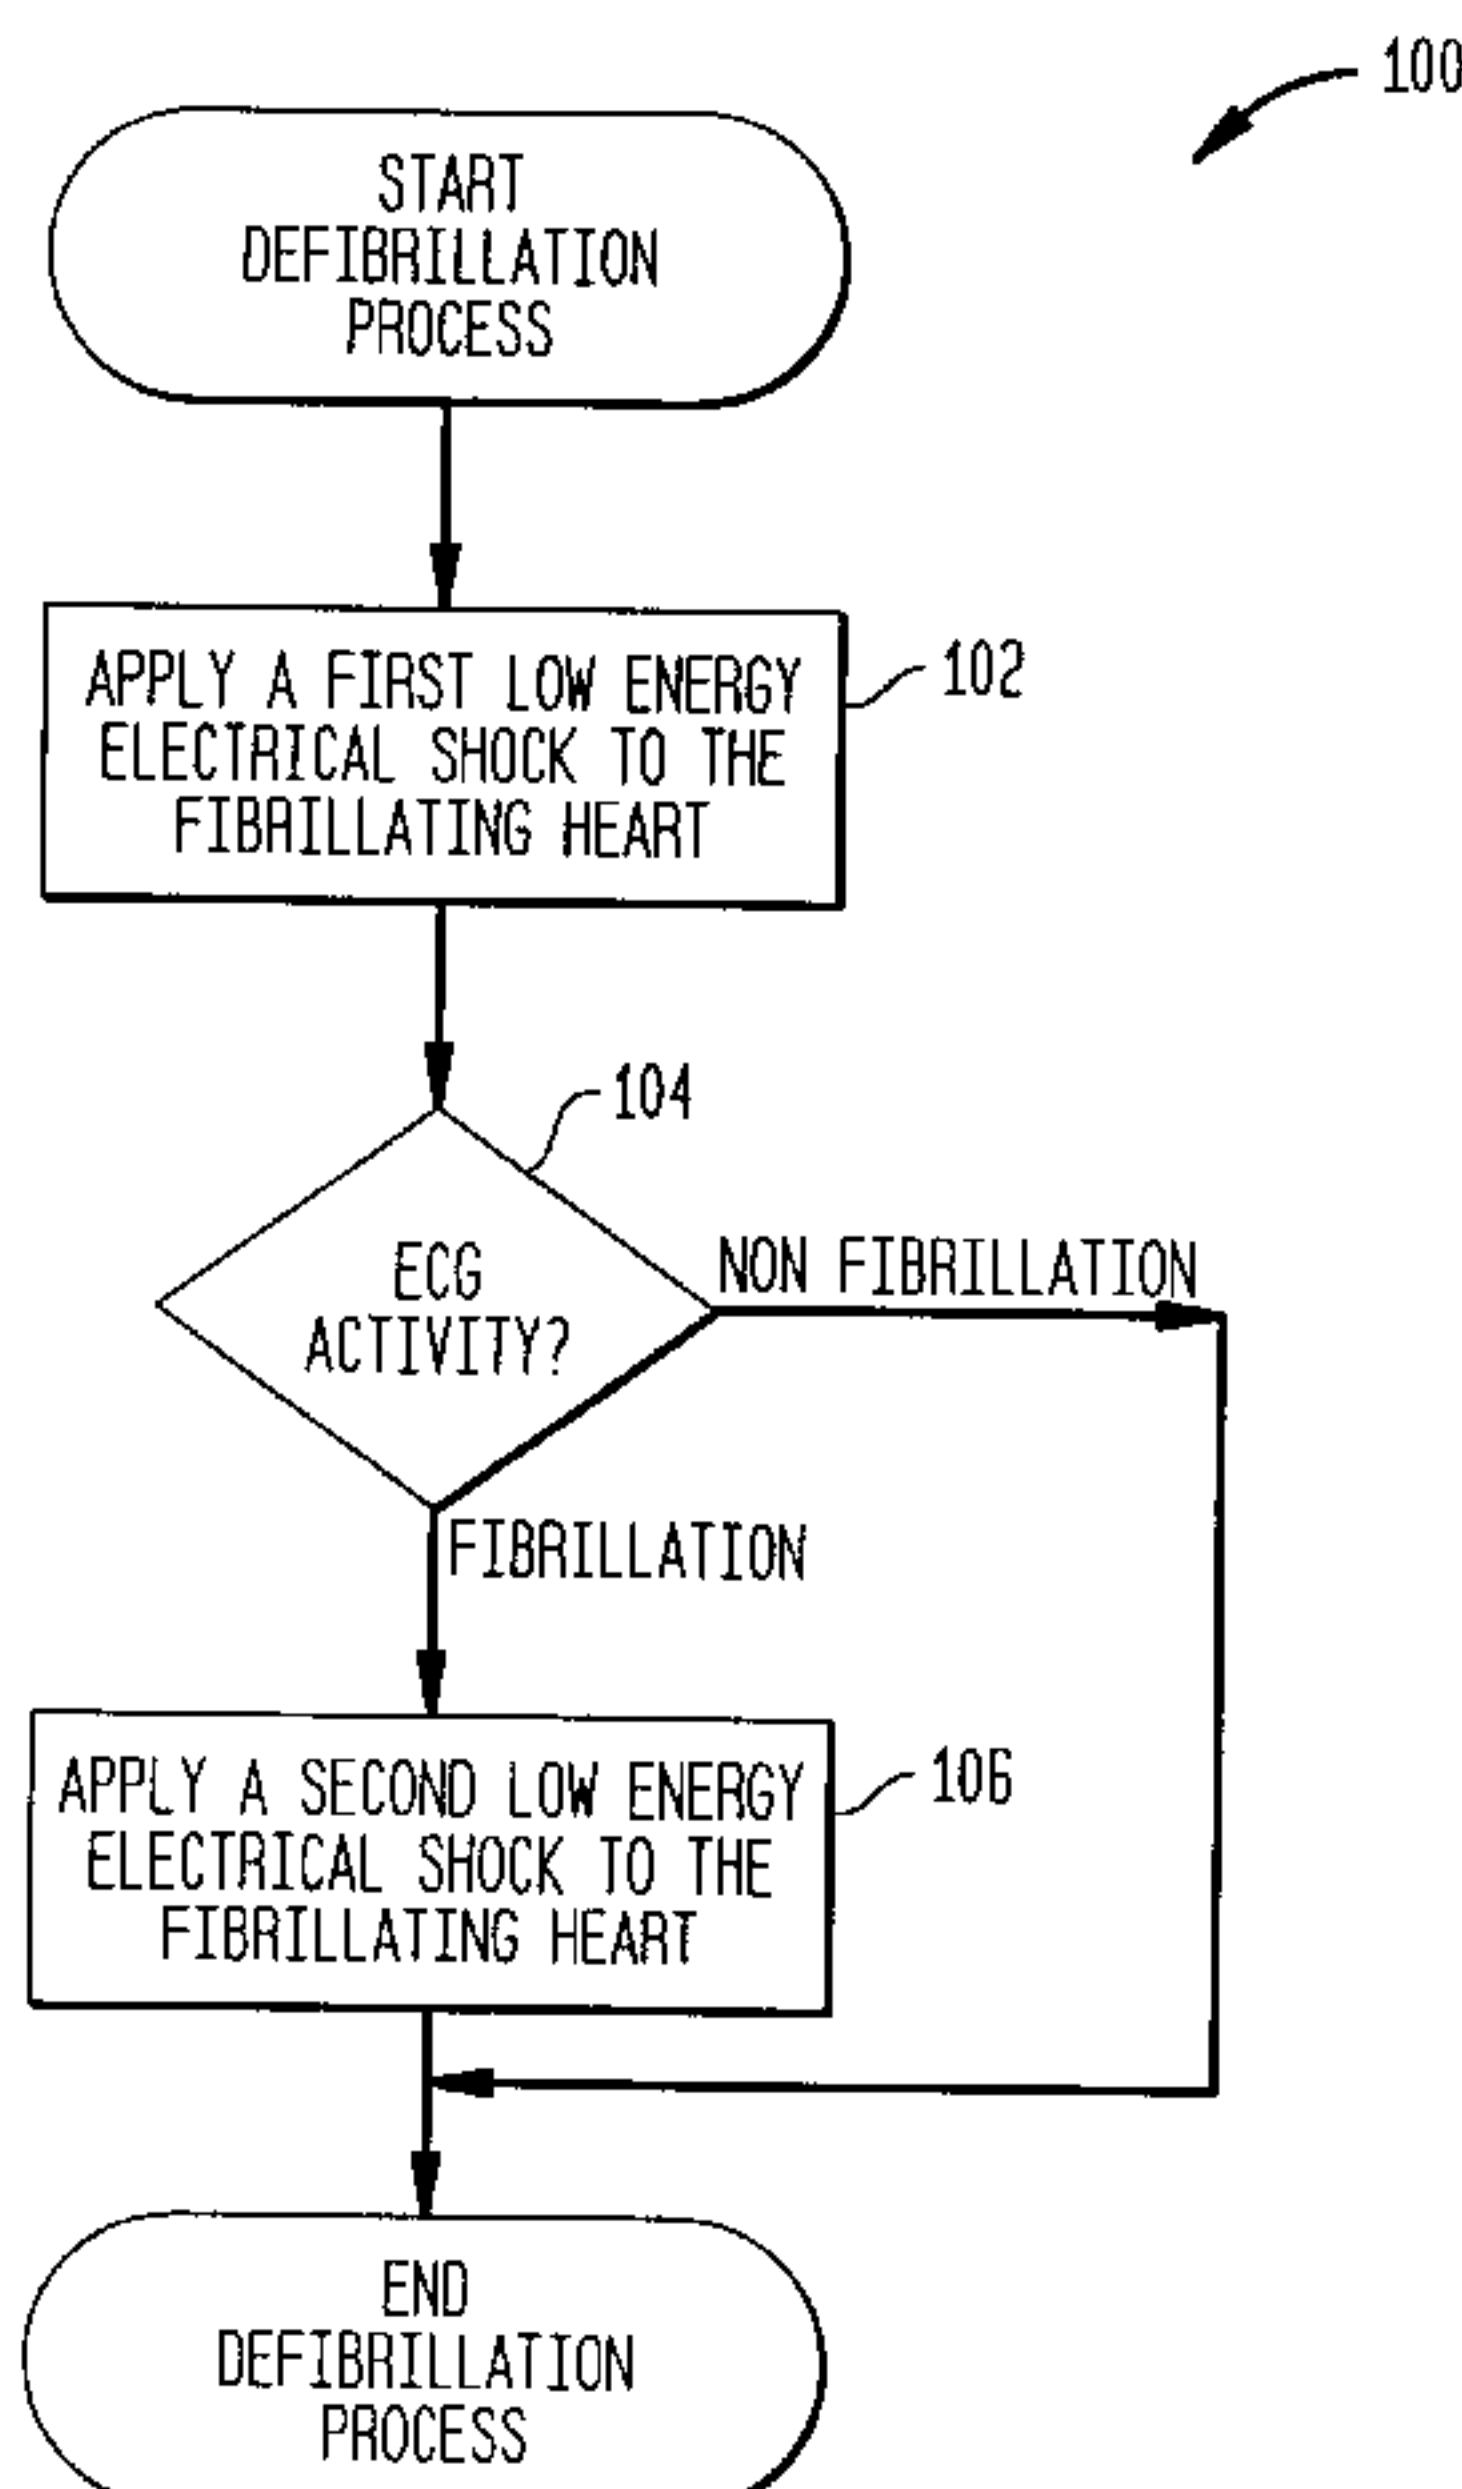 100
START
DEFIBRILLATION
PROCESS
APPLY A FIRST LOW ENERGY
ELECTRICAL SHOCK TO THE
FIBRILLATING HEART
102
104
ECG
ACTIVITY?
NON FIBRILLATION
FIBRILLATION
APPLY A SECOND LOW ENERGY
ELECTRICAL SHOCK TO THE
FIBRILLATING HEART
106
END
DEFIBRILLATION
PROCESS